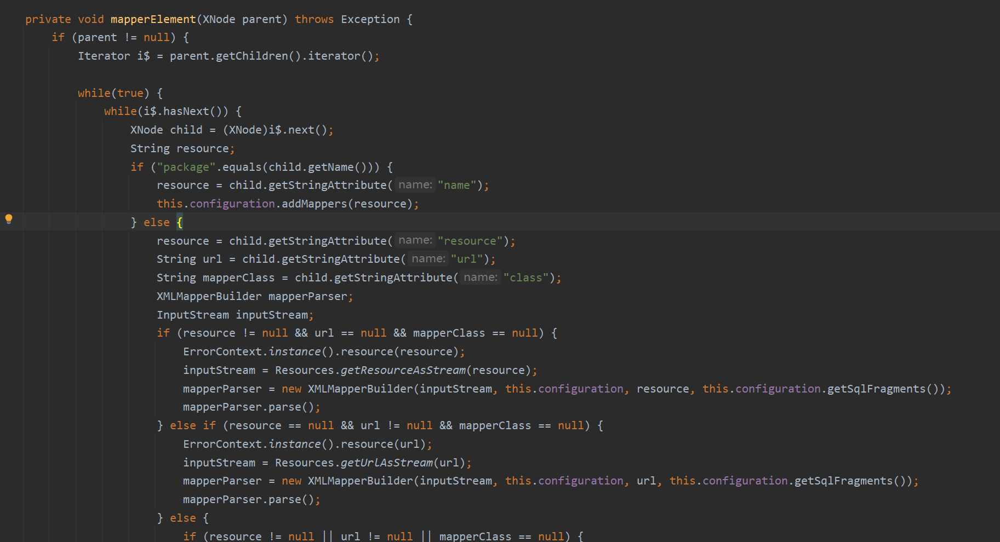 private void mapperElement(XNode parent) throws Exception {
if (parent != null) {
Iterator i$ = parent.getChildren().iterator();
while(true) {
while(i$.hasNext()) {
XNode child = (XNode)i$.next();
String resource;
if ("package".equals(child.getName())) {
resource = child.getStringAttribute( name: "name");
this.configuration.addMappers(resource);
} else {
resource = child.getStringAttribute( name: "resource");
String url = child.getStringAttribute( name: "url");
String mapperClass = child.getStringAttribute( name: "class");
XMLMapperBuilder mapperParser;
InputStream inputStream;
if (resource != null && url == null && mapperClass == null) {
ErrorContext.instance().resource(resource);
inputStream = Resources.getResourceAsStream(resource);
mapperParser = new XMLMapperBuilder(inputStream, this.configuration, resource, this.configuration.getSqlFragments());
mapperParser.parse();
} else if (resource == null && url != null && mapperClass == null) {
ErrorContext.instance().resource(url);
inputStream = Resources.getUrlAsStream(url);
mapperParser = new XMLMapperBuilder(inputStream, this.configuration, url, this.configuration.getSqlFragments());
mapperParser.parse();
} else {
if (resource != null || url != null || mapperClass == null) {